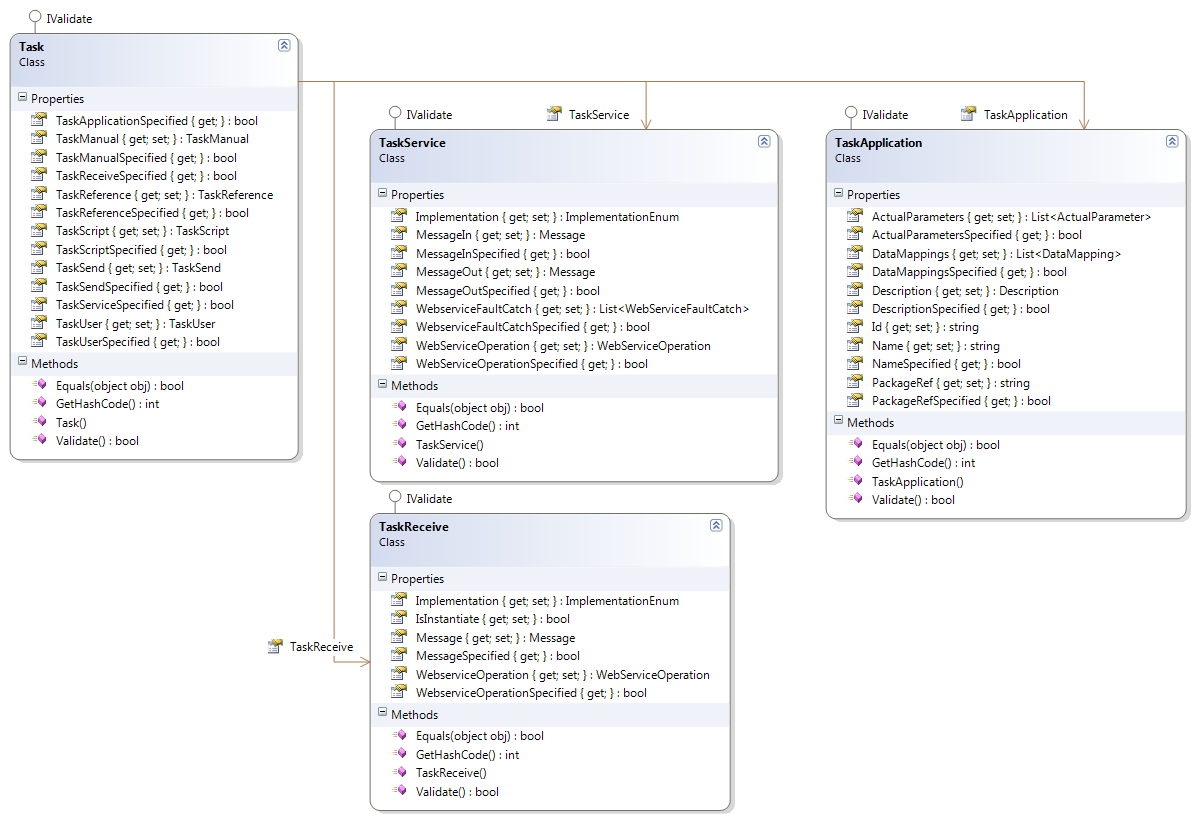 IValidate
Task
Class
Properties
TaskApplicationSpecified { get; } : bool
TaskManual { get; set; } : TaskManual
TaskManualSpecified { get; } : bool
TaskReceiveSpecified { get; } : bool
TaskReference { get; set; } : TaskReference
TaskReferenceSpecified { get; } : bool
TaskScript { get; set; } : TaskScript
TaskScriptSpecified { get; } : bool
TaskSend { get; set; } : TaskSend
TaskSendSpecified { get; } : bool
TaskServiceSpecified { get; } : bool
TaskUser { get; set; } : TaskUser
TaskUserSpecified { get; } : bool
Methods
Equals(object obj) : bool
GetHashCode() : int
Task()
Validate() : bool
IValidate
TaskService
TaskService
Class
Properties
Implementation { get; set; } : ImplementationEnum
MessageIn { get; set; } : Message
MessageInSpecified { get; } : bool
MessageOut { get; set; } : Message
MessageOutSpecified { get; } : bool
WebserviceFaultCatch { get; set; } : List<WebServiceFaultCatch>
WebserviceFaultCatchSpecified { get; } : bool
WebServiceOperation { get; set; } : WebServiceOperation
WebServiceOperationSpecified { get; } : bool
Methods
Equals(object obj) : bool
GetHashCode() : int
TaskService()
Validate() : bool
IValidate
TaskApplication
TaskApplication
Class
Properties
ActualParameters { get; set; } : List<ActualParameter>
ActualParametersSpecified { get; } : bool
DataMappings { get; set; } : List<DataMapping>
DataMappingsSpecified { get; } : bool
Description { get; set; } : Description
DescriptionSpecified { get; } : bool
Id { get; set; } : string
Name { get; set; } : string
NameSpecified { get; } : bool
PackageRef { get; set; } : string
PackageRefSpecified { get; } : bool
Methods
Equals(object obj) : bool
GetHashCode() : int
TaskApplication()
Validate() : bool
TaskReceive
IValidate
TaskReceive
Class
Properties
Implementation { get; set; } : ImplementationEnum
IsInstantiate { get; set; } : bool
Message { get; set; } : Message
MessageSpecified { get; } : bool
WebserviceOperation { get; set; } : WebServiceOperation
WebserviceOperationSpecified { get; } : bool
Methods
Equals(object obj) : bool
GetHashCode() : int
TaskReceive()
Validate() : bool